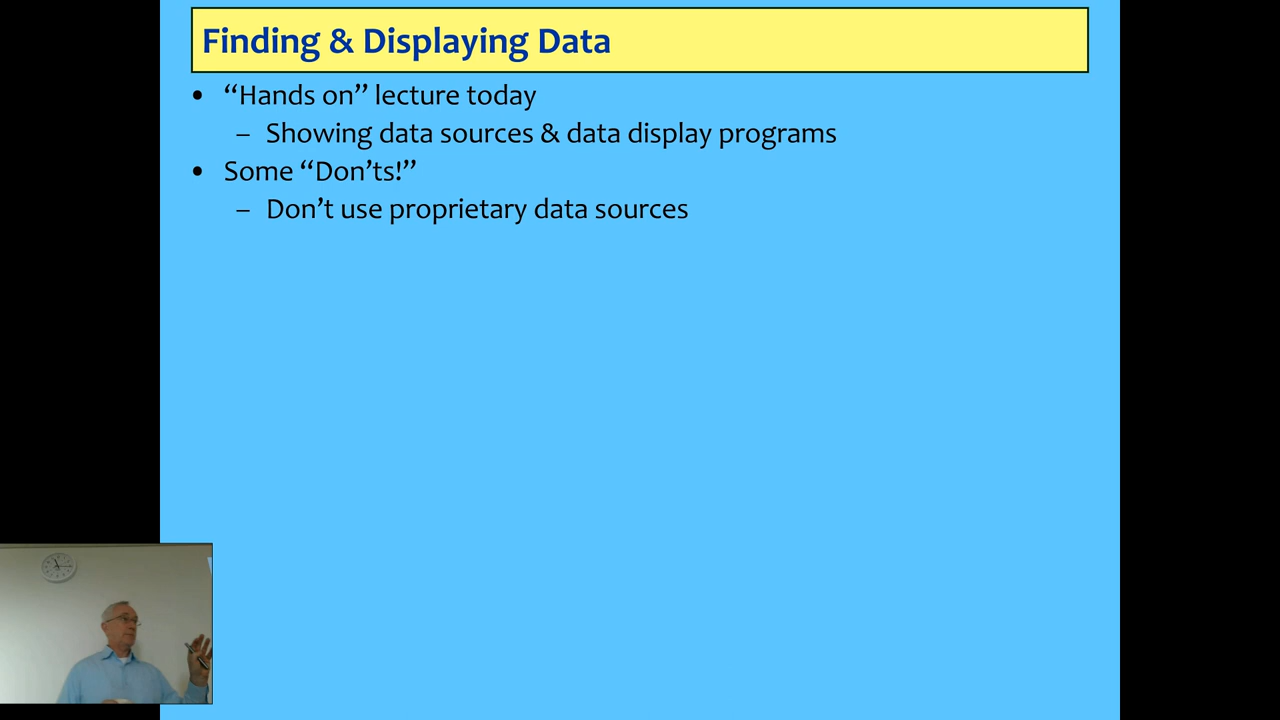 Finding & Displaying Data
• “Hands on” lecture today
– Showing data sources & data display programs
• Some “Don’ts!”
– Don’t use proprietary data sources